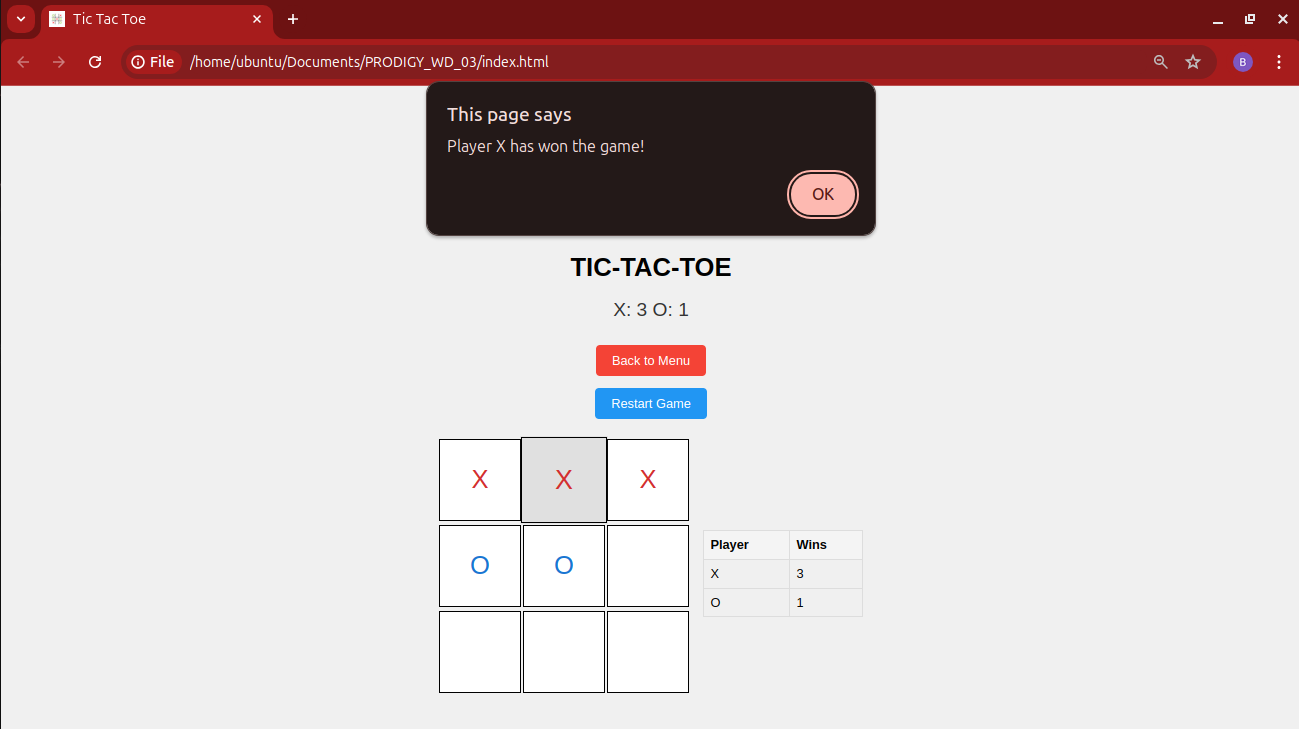 Tic Tac Toe
File /home/ubuntu/Documents/PRODIGY_WD_03/index.html
B
This page says
Player X has won the game!
OK
TIC-TAC-TOE
X: 3 O: 1
Back to Menu
Restart Game
X X X
O O
Player Wins
X 3
O 1